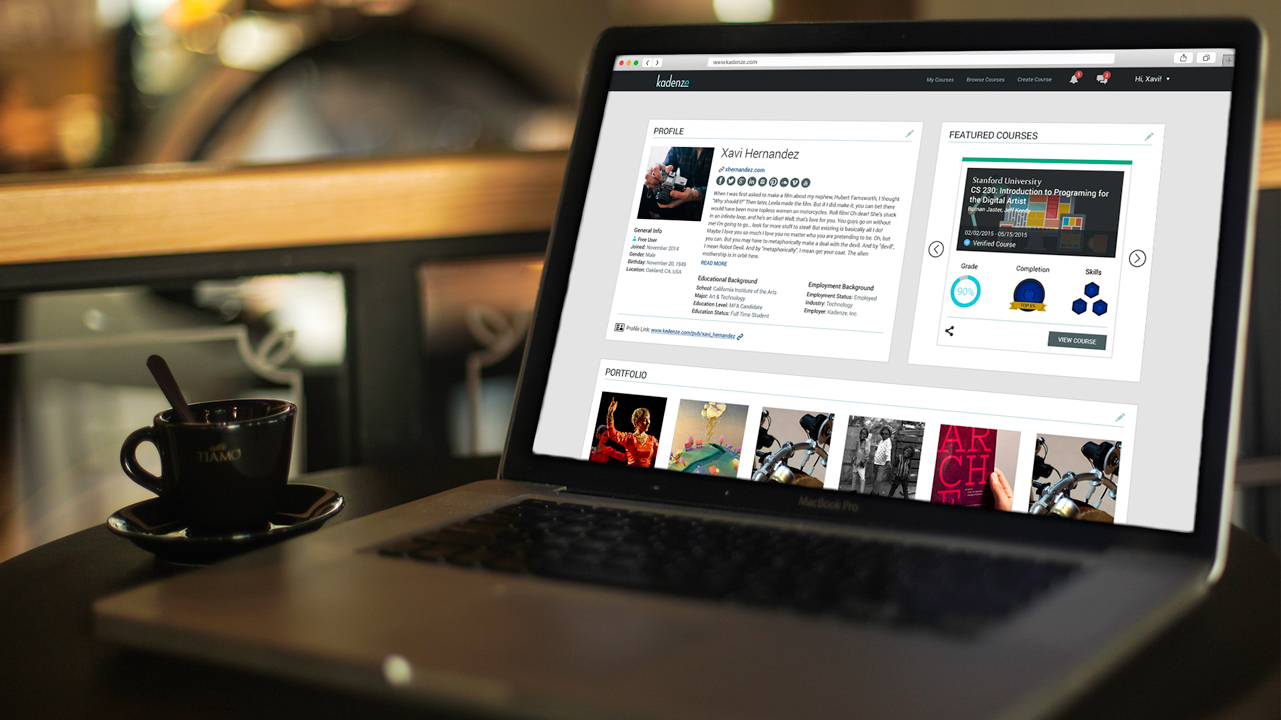 www.kadenze.com
kadenze
My Courses
Browse Courses
Create Course
Hi, Xavi!
PROFILE
Xavi Hernandez
xhernandez.com
When I was first asked to make a film about my nephew, Hubert Farnsworth, I thought
"Why should I?" Then later, Leela made the film. But if I did make it, you can bet there
would have been more topless women on motorcycles. Roll film! Oh dear! She's stuck
in an infinite loop, and he's an idiot! Well, that's love for you. You guys go on without
me! I'm going to go... look for more stuff to steal! But existing is basically all I do!
Maybe I love you so much I love you no matter who you are pretending to be. Oh, but
you can. But you may have to metaphorically make a deal with the devil. And by "devil",
I mean Robot Devil. And by "metaphorically", I mean get your coat. The alien
mothership is in orbit here.
READ MORE
General Info
Free User
Joined: November 2014
Gender: Male
Birthday: November 20, 1949
Location: Oakland, CA, USA
Educational Background
School: California Institute of the Arts
Major: Art & Technology
Education Level: MFA Candidate
Education Status: Full Time Student
Employment Background
Employment Status: Employed
Industry: Technology
Employer: Kadenze, Inc.
Profile Link: www.kedenze.com/pub/xavi_hernandez
FEATURED COURSES
Stanford University
CS 230: Introduction to Programing for
the Digital Artist
Roman Jaster, Jeff
02/02/2015 - 05/15/2015
Verified Course
Grade
90%
Completion
TOP 5%
Skills
VIEW COURSE
PORTFOLIO
AR
CH
MacBook Pro
TIAMO